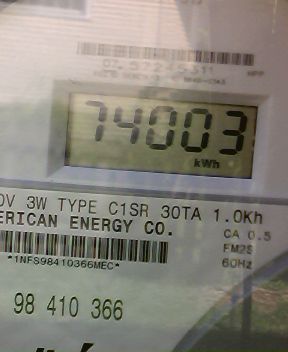 74003
kWh
0V 3W TYPE C1SR 30TA 1.0Kh
ERICAN ENERGY CO.
CA 0.5
FM2S
*1NFS98410366MEC*
60Hz
98 410 366